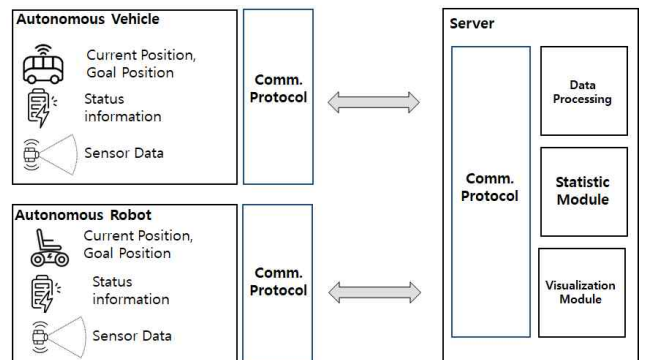 Autonomous Vehicle
Current Position,
Goal Position
Status
information
Sensor Data
Comm.
Protocol
Autonomous Robot
Current Position,
Goal Position
Status
information
Sensor Data
Comm.
Protocol
Server
Comm.
Protocol
Data
Processing
Statistic
Module
Visualization
Module